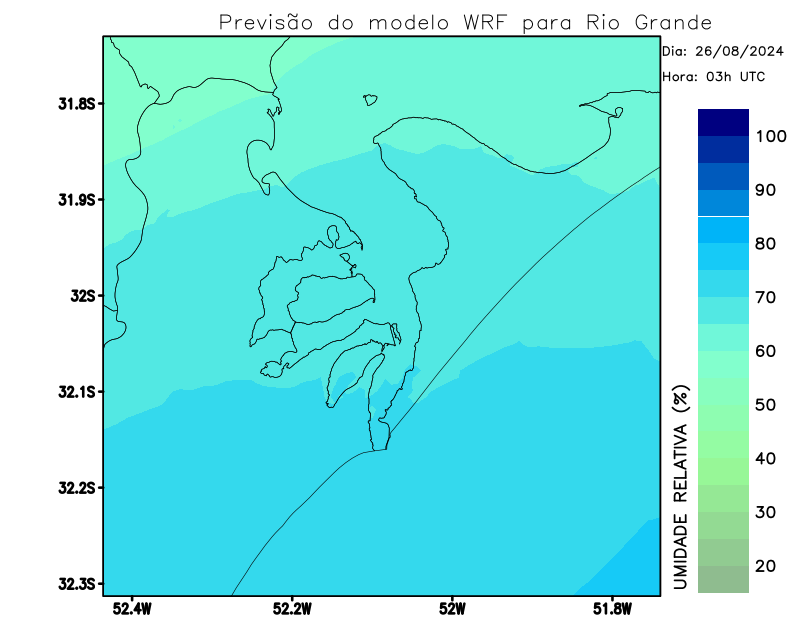 Previsão do modelo WRF para Rio Grande
Dia: 26/08/2024
Hora: 03h UTC
31.8S
31.9S
32S
32.1S
32.2S
32.3S
52.4W
52.2W
52W
51.8W
100
90
80
70
60
50
40
30
20
UMIDADE RELATIVA (%)